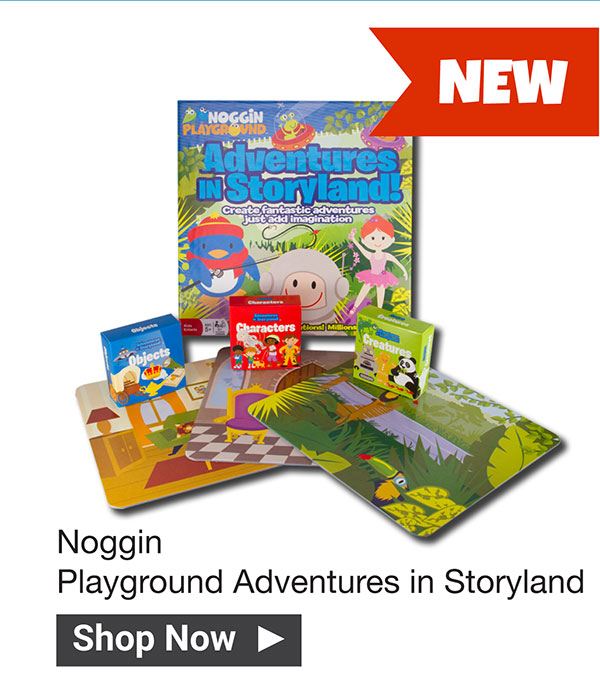 NEW
NOGGIN
PLAYGROUND
Adventures
IN Storyland!
Create fantastic adventures
just add imagination
Objects
Characters
Characters
Creatures
Noggin
Playground Adventures in Storyland
Shop Now